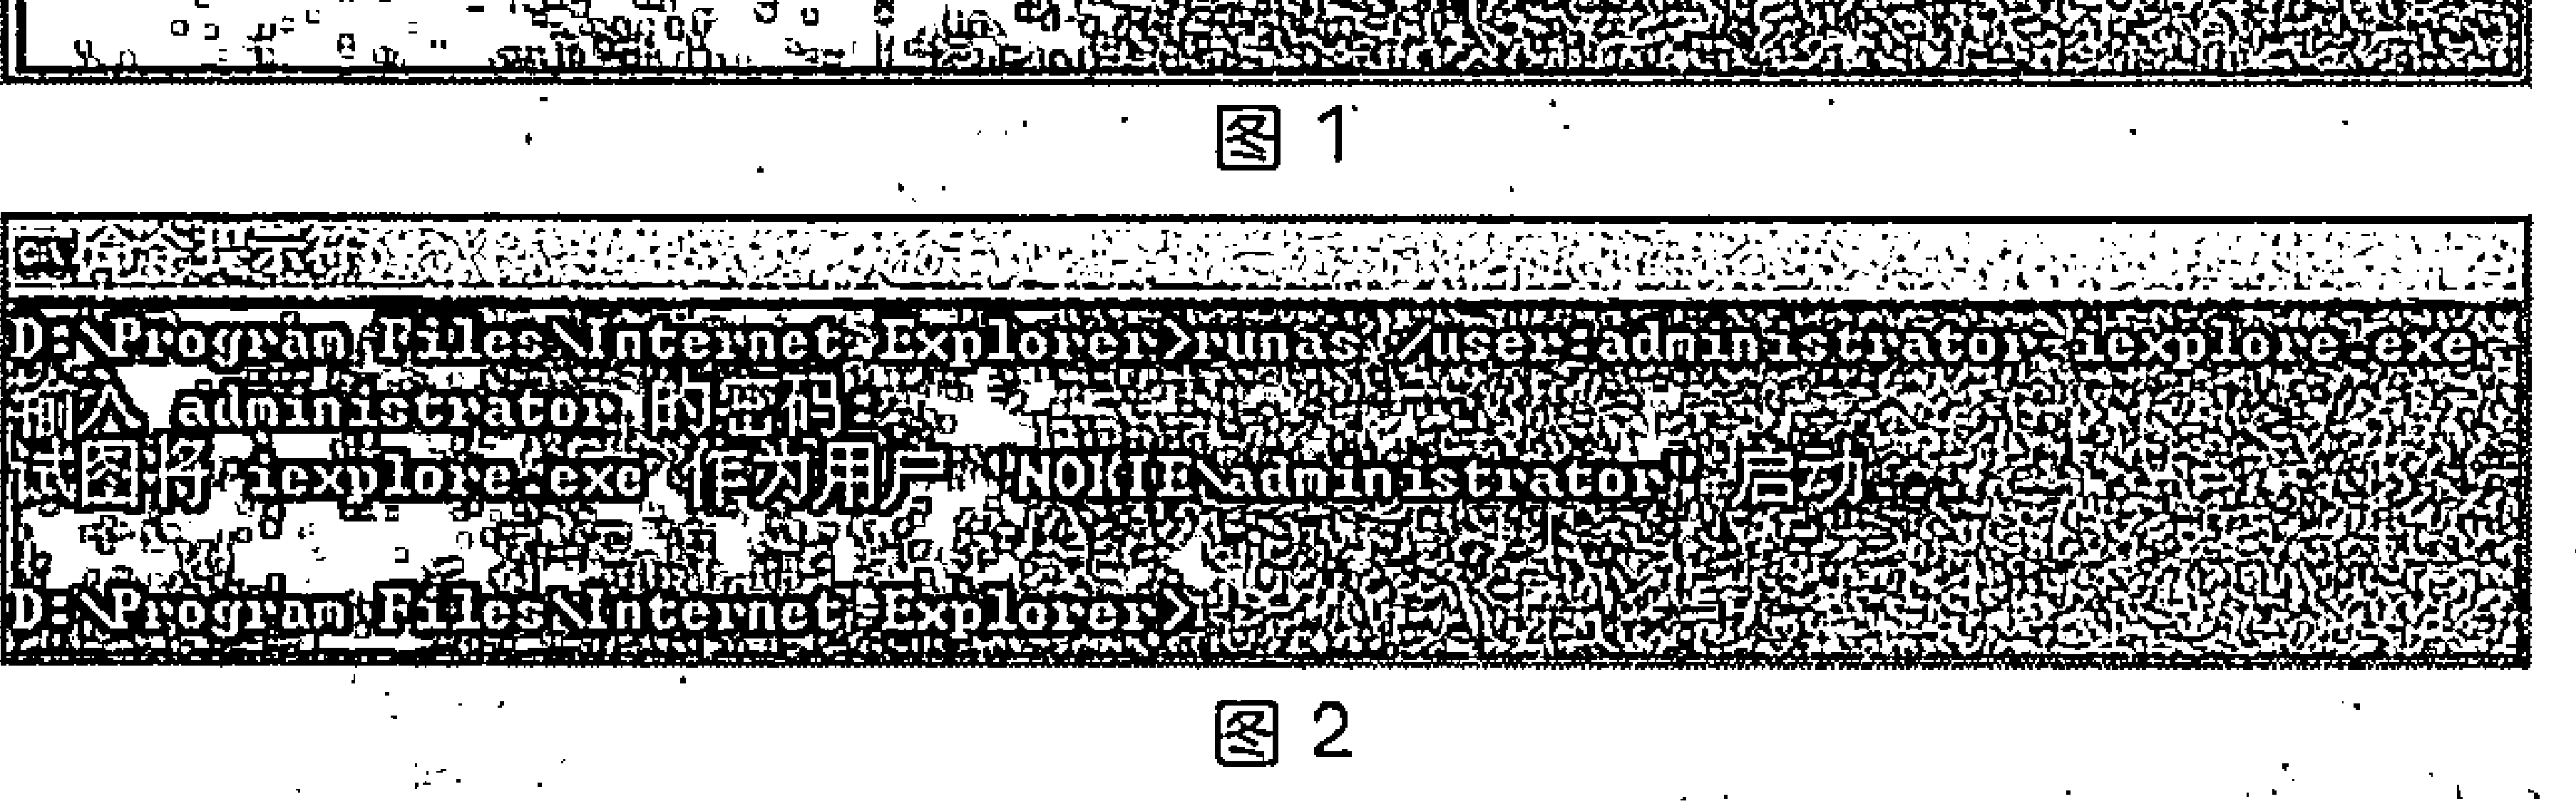 图 1
命令提示符
D:\Program Files\Internet Explorer>runas /user:administrator iexplore.exe
输入 administrator 的密码:
试图将 iexplore.exe 作为用户 "NOKIE\administrator" 启动...
D:\Program Files\Internet Explorer>
图 2